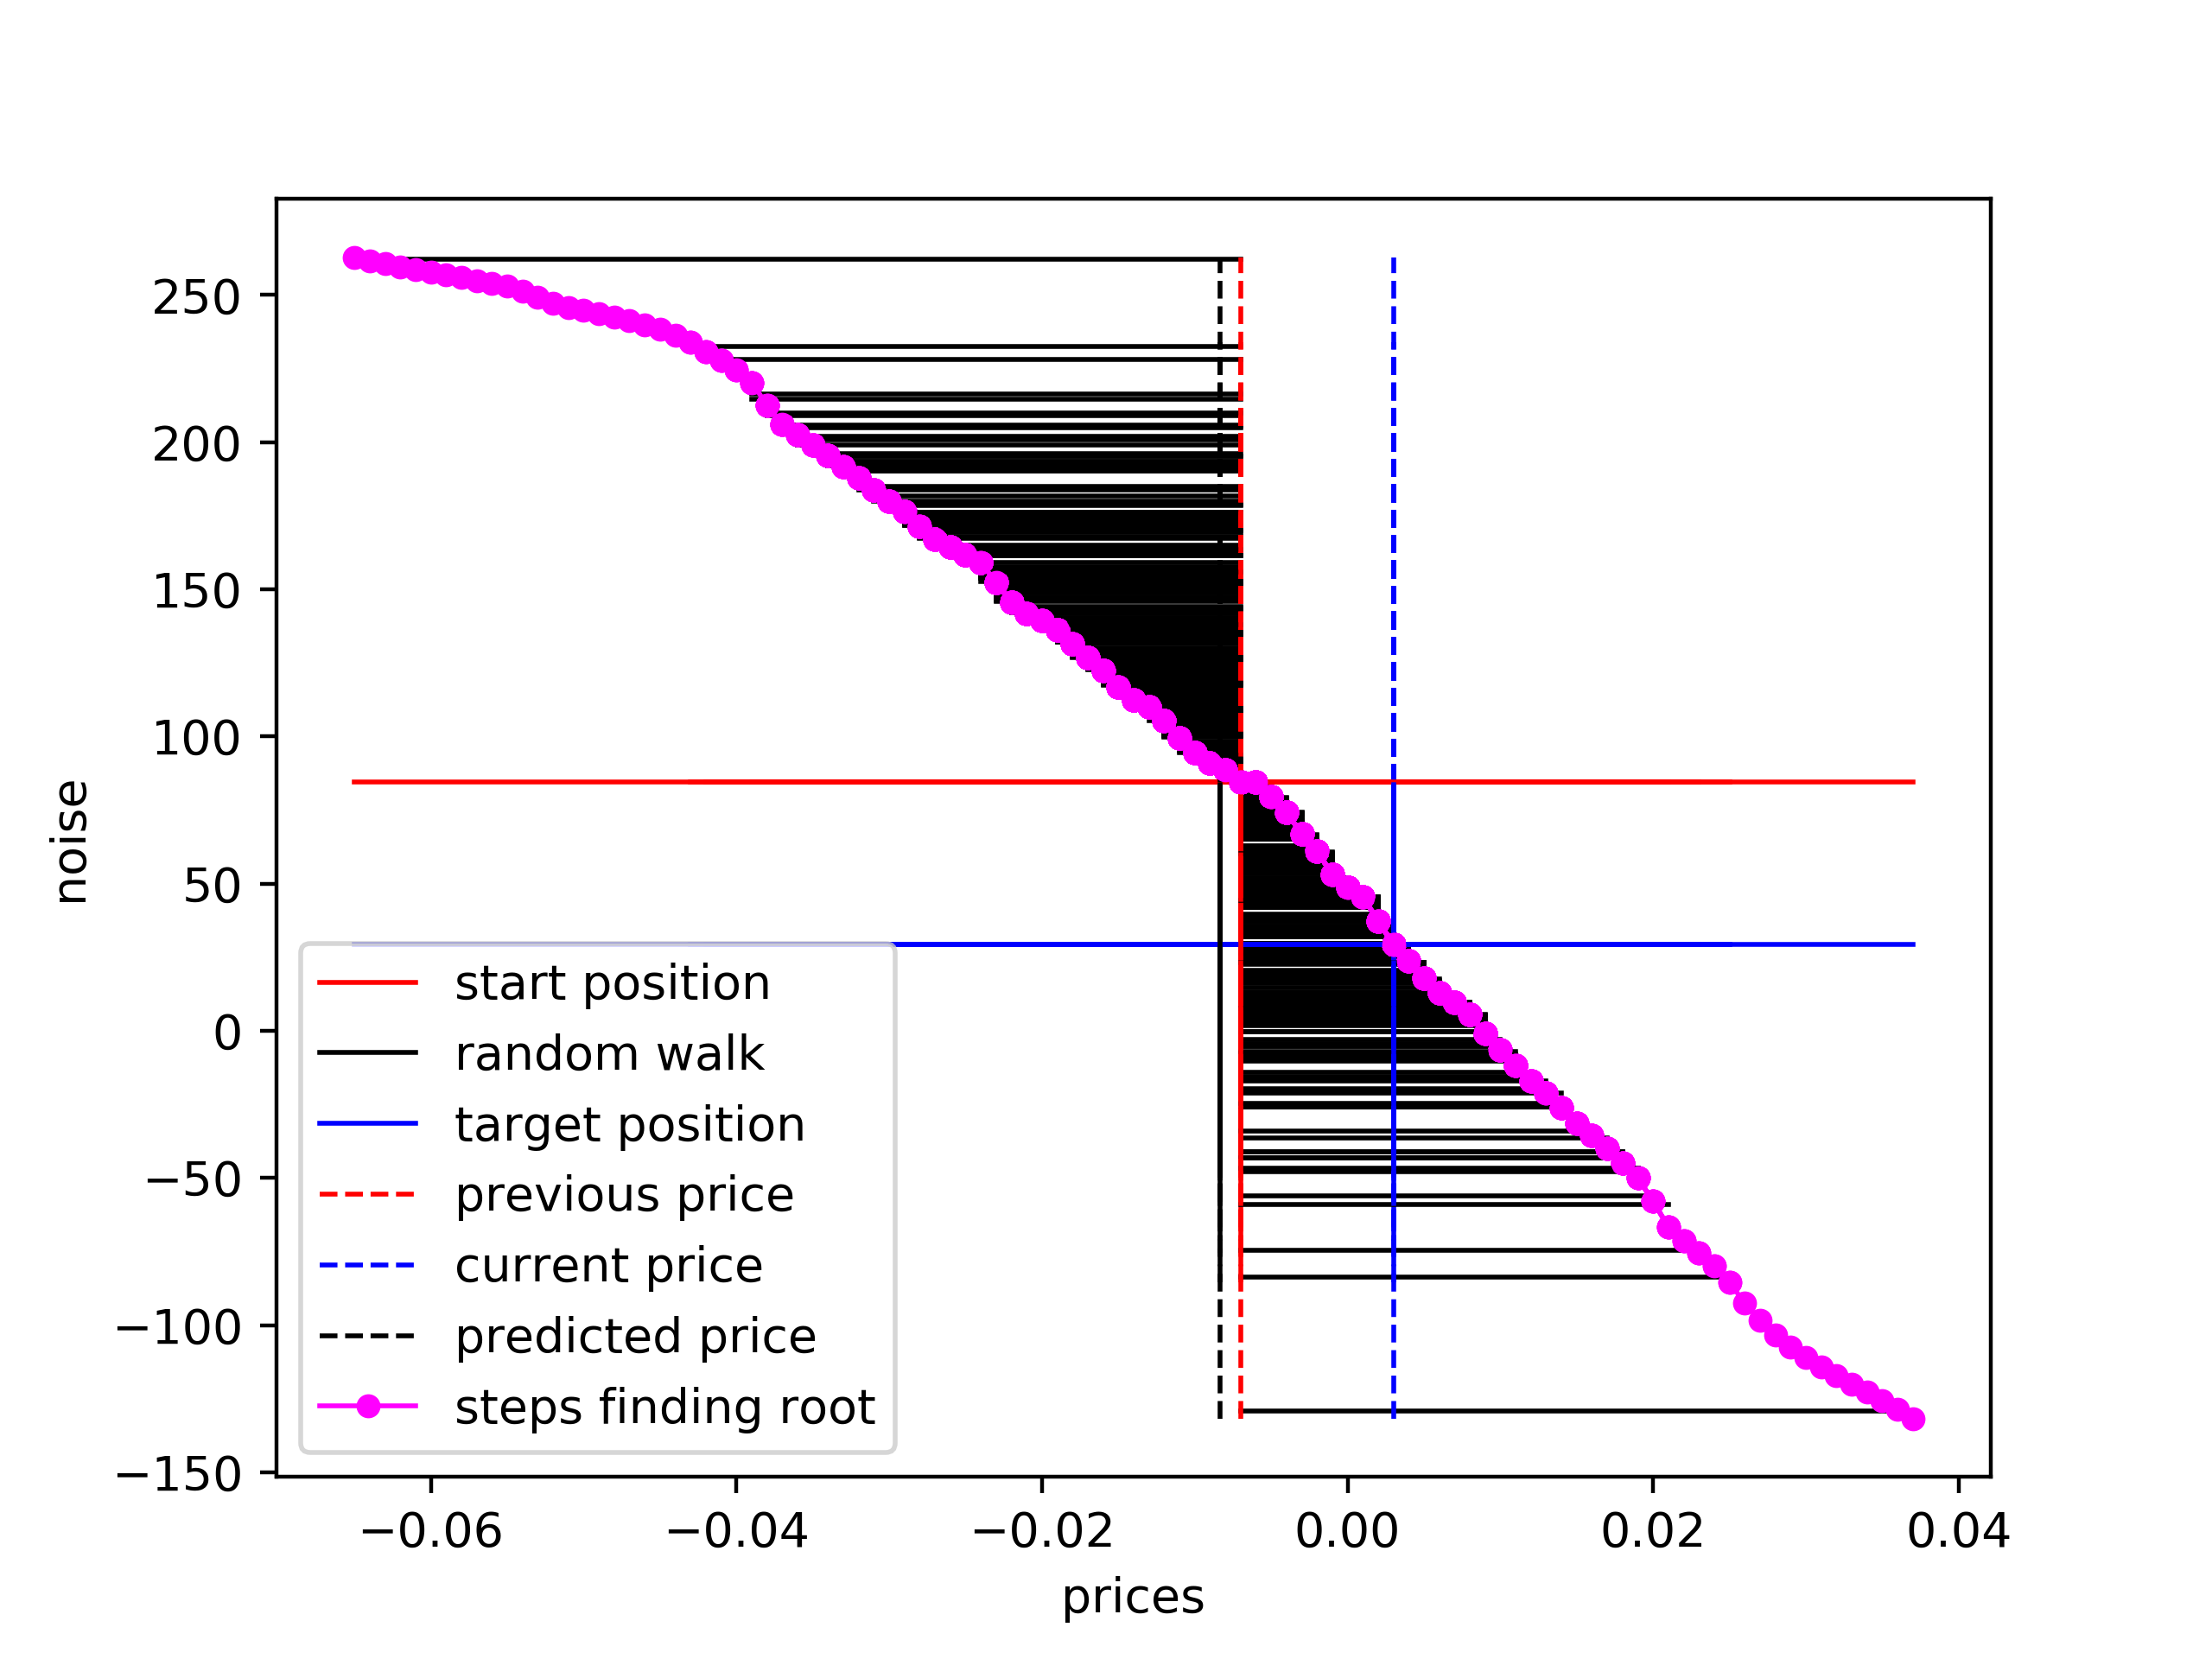 250
200
150
100
50
0
−50
−100
−150
noise
start position
random walk
target position
previous price
current price
predicted price
steps finding root
−0.06 −0.04 −0.02 0.00 0.02 0.04
prices